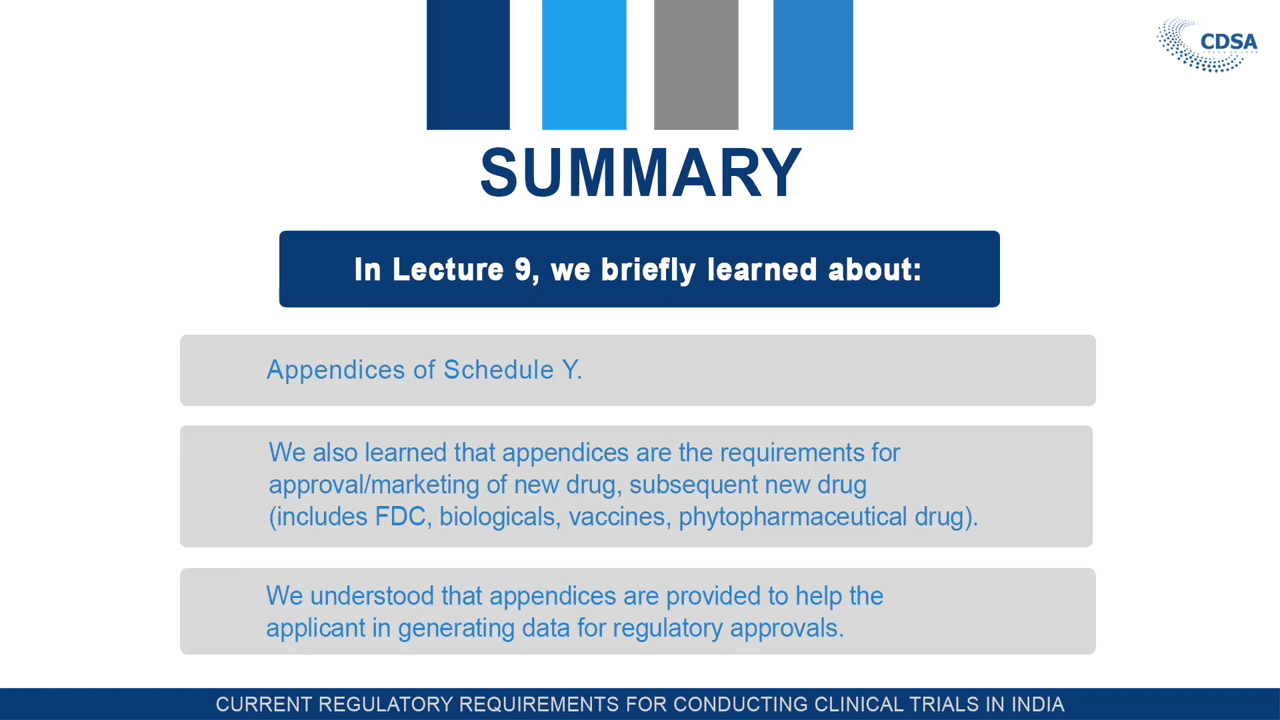 CDSA
SUMMARY
In Lecture 9, we briefly learned about:
Appendices of Schedule Y.
We also learned that appendices are the requirements for
approval/marketing of new drug, subsequent new drug
(includes FDC, biologicals, vaccines, phytopharmaceutical drug).
We understood that appendices are provided to help the
applicant in generating data for regulatory approvals.
CURRENT REGULATORY REQUIREMENTS FOR CONDUCTING CLINICAL TRIALS IN INDIA